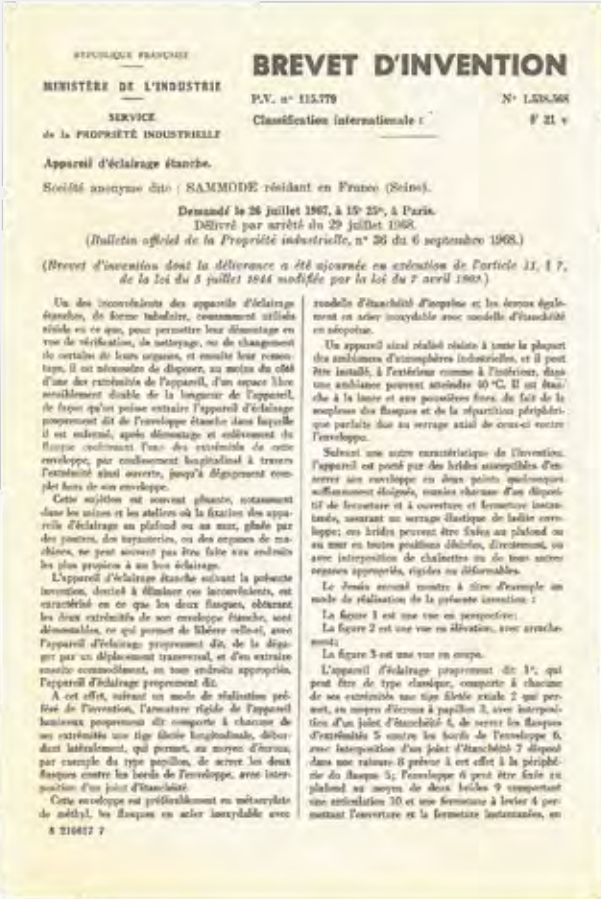 RÉPUBLIQUE FRANÇAISE
MINISTÈRE DE L'INDUSTRIE
SERVICE
de la PROPRIÉTÉ INDUSTRIELLE
BREVET D'INVENTION
P.V. n° 115.779
N° 1.538.568
Classification internationale :
F 21 v
Appareil d'éclairage étanche.
Société anonyme dite : SAMMODE résidant en France (Seine).
Demandé le 26 juillet 1967, à 15h 25m, à Paris.
Délivré par arrêté du 29 juillet 1968.
(Bulletin officiel de la Propriété industrielle, n° 36 du 6 septembre 1968.)
(Brevet d'invention dont la délivrance a été ajournée en exécution de l'article 11, § 7,
de la loi du 5 juillet 1844 modifiée par la loi du 7 avril 1902.)
Un des inconvénients des appareils d'éclairage
étanches, de forme tubulaire, couramment utilisés
réside en ce que, pour permettre leur démontage en
vue de vérification, de nettoyage, ou de changement
de certains de leurs organes, et ensuite leur remon-
tage, il est nécessaire de disposer, au moins du côté
d'une des extrémités de l'appareil, d'un espace libre
sensiblement double de la longueur de l'appareil,
de façon qu'on puisse extraire l'appareil d'éclairage
proprement dit de l'enveloppe étanche dans laquelle
il est enfermé, après démontage et enlèvement du
flasque renfermant l'une des extrémités de cette
enveloppe, par coulissement longitudinal à travers
l'extrémité ainsi ouverte, jusqu'à dégagement com-
plet hors de son enveloppe.
Cette sujétion est souvent gênante, notamment
dans les usines et les ateliers où la fixation des appa-
reils d'éclairage au plafond ou au mur, gênée par
des poutres, des tuyauteries, ou des organes de ma-
chines, ne peut souvent pas être faite aux endroits
les plus propices à un bon éclairage.
L'appareil d'éclairage étanche suivant la présente
invention, destiné à éliminer ces inconvénients, est
caractérisé en ce que les deux flasques, obturant
les deux extrémités de son enveloppe étanche, sont
démontables, ce qui permet de libérer celle-ci, avec
l'appareil d'éclairage proprement dit, de la déga-
ger par un déplacement transversal, et d'en extraire
ensuite commodément, en tous endroits appropriés,
l'appareil d'éclairage proprement dit.
A cet effet, suivant un mode de réalisation pré-
féré de l'invention, l'armature rigide de l'appareil
lumineux proprement dit comporte à chacune de
ses extrémités une tige filetée longitudinale, débor-
dant latéralement, qui permet, au moyen d'écrous,
par exemple du type papillon, de serrer les deux
flasques contre les bords de l'enveloppe, avec inter-
position d'un joint d'étanchéité.
Cette enveloppe est préférablement en métacrylate
de méthyl, les flasques en acier inoxydable avec
8 210617 7
rondelle d'étanchéité et les écrous égale-
ment en acier inoxydable avec rondelle d'étanchéité
en néoprène.
Un appareil ainsi réalisé résiste à toute la plupart
des ambiances d'atmosphères industrielles, et il peut
être installé, à l'extérieur comme à l'intérieur, dans
une ambiance pouvant atteindre 40 °C. Il est étan-
che à la lance et aux poussières fines, du fait de la
souplesse des flasques et de la répartition périphéri-
que parfaite due au serrage axial de ceux-ci contre
l'enveloppe.
Suivant une autre caractéristique de l'invention,
l'appareil est porté par des brides susceptibles d'en-
serrer son enveloppe en deux points quelconques
suffisamment éloignés, munies chacune d'un disposi-
tif de fermeture et à ouverture et fermeture instan-
tanée, assurant un serrage élastique de ladite enve-
loppe; ces brides peuvent être fixées au plafond ou
au mur en toutes positions désirées, directement, ou
avec interposition de chaînettes ou de tous autres
organes appropriés, rigides ou déformables.
Le dessin annexé montre à titre d'exemple un
mode de réalisation de la présente invention :
La figure 1 est une vue en perspective;
La figure 2 est une vue en élévation, avec arrache-
ment;
La figure 3 est une vue en coupe.
L'appareil d'éclairage proprement dit 1, qui
peut être de type classique, comporte à chacune
de ses extrémités une tige filetée axiale 2 qui per-
met, au moyen d'écrous à papillon 3, avec interposi-
tion d'un joint d'étanchéité 4, de serrer les flasques
d'extrémités 5 contre les bords de l'enveloppe 6,
avec interposition d'un joint d'étanchéité 7 disposé
dans une rainure 8 prévue à cet effet à la périphé-
rie du flasque 5; l'enveloppe 6 peut être fixée au
plafond au moyen de deux brides 9 comportant
une articulation 10 et une fermeture à levier 4 per-
mettant l'ouverture et la fermeture instantanées, en